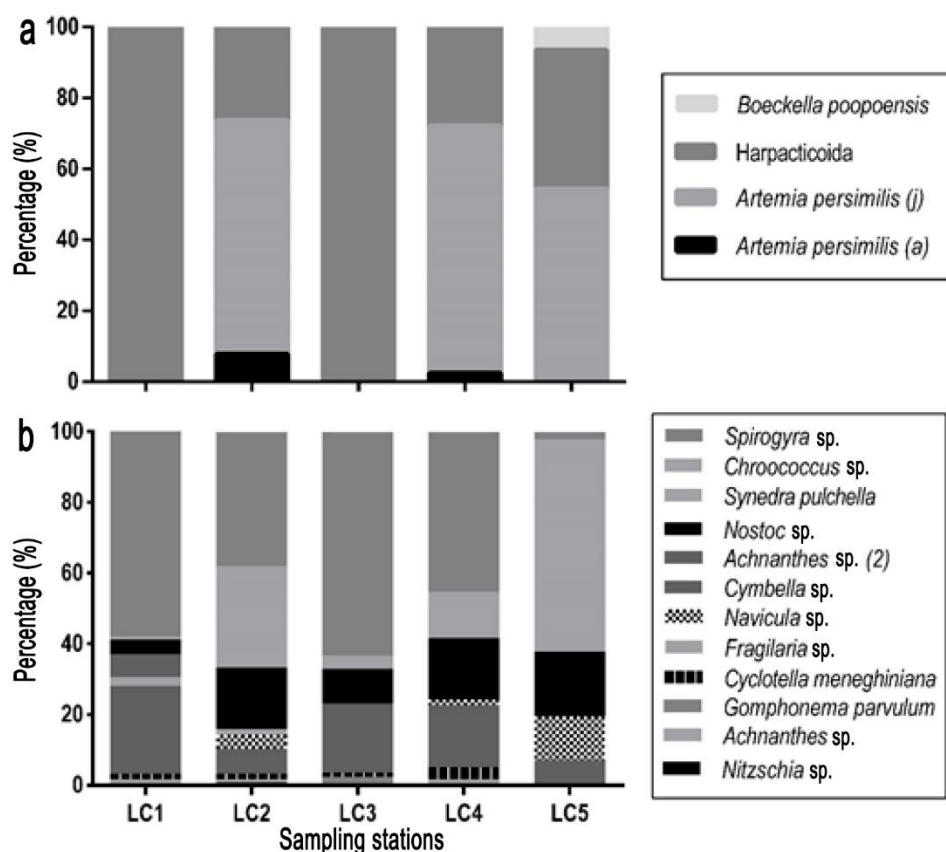 a
Percentage (%)
100
80
60
40
20
0
Boeckella poopoensis
Harpacticoida
Artemia persimilis (j)
Artemia persimilis (a)
b
Percentage (%)
100
80
60
40
20
0
LC1 LC2 LC3 LC4 LC5
Sampling stations
Spirogyra sp.
Chroococcus sp.
Synedra pulchella
Nostoc sp.
Achnanthes sp. (2)
Cymbella sp.
Navicula sp.
Fragilaria sp.
Cyclotella meneghiniana
Gomphonema parvulum
Achnanthes sp.
Nitzschia sp.